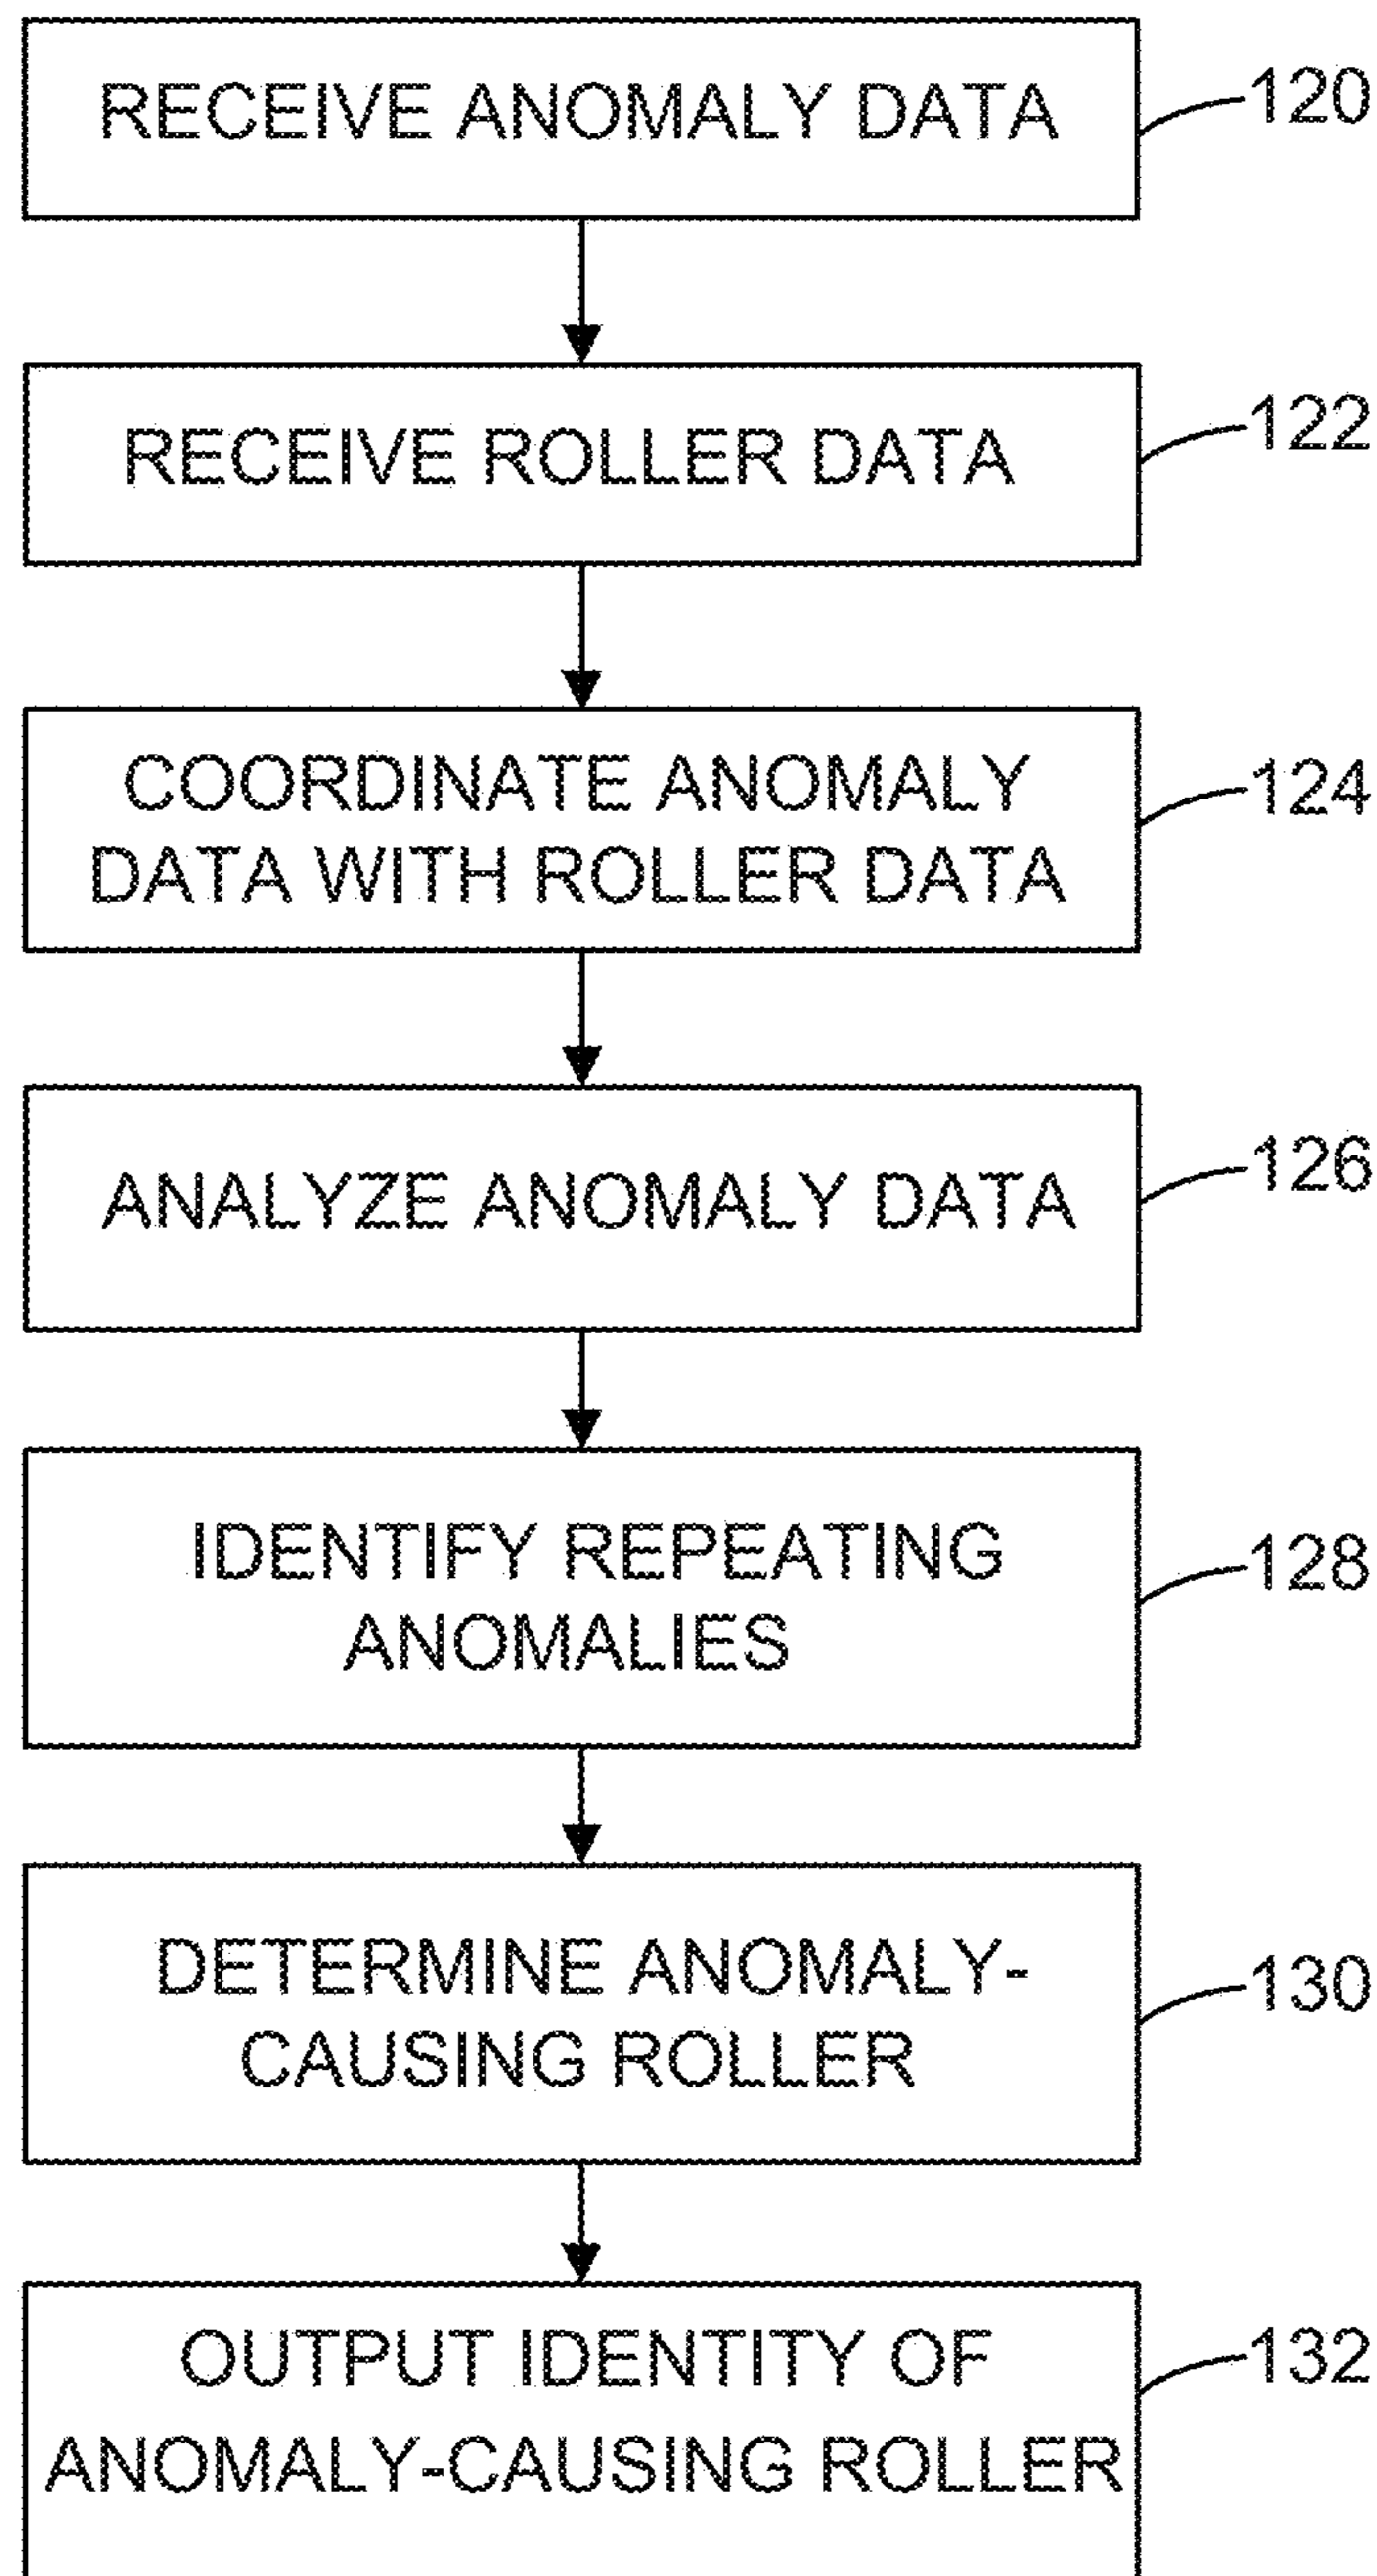 RECEIVE ANOMALY DATA
120
RECEIVE ROLLER DATA
122
COORDINATE ANOMALY
DATA WITH ROLLER DATA
124
ANALYZE ANOMALY DATA
126
IDENTIFY REPEATING
ANOMALIES
128
DETERMINE ANOMALY-
CAUSING ROLLER
130
OUTPUT IDENTITY OF
ANOMALY-CAUSING ROLLER
132